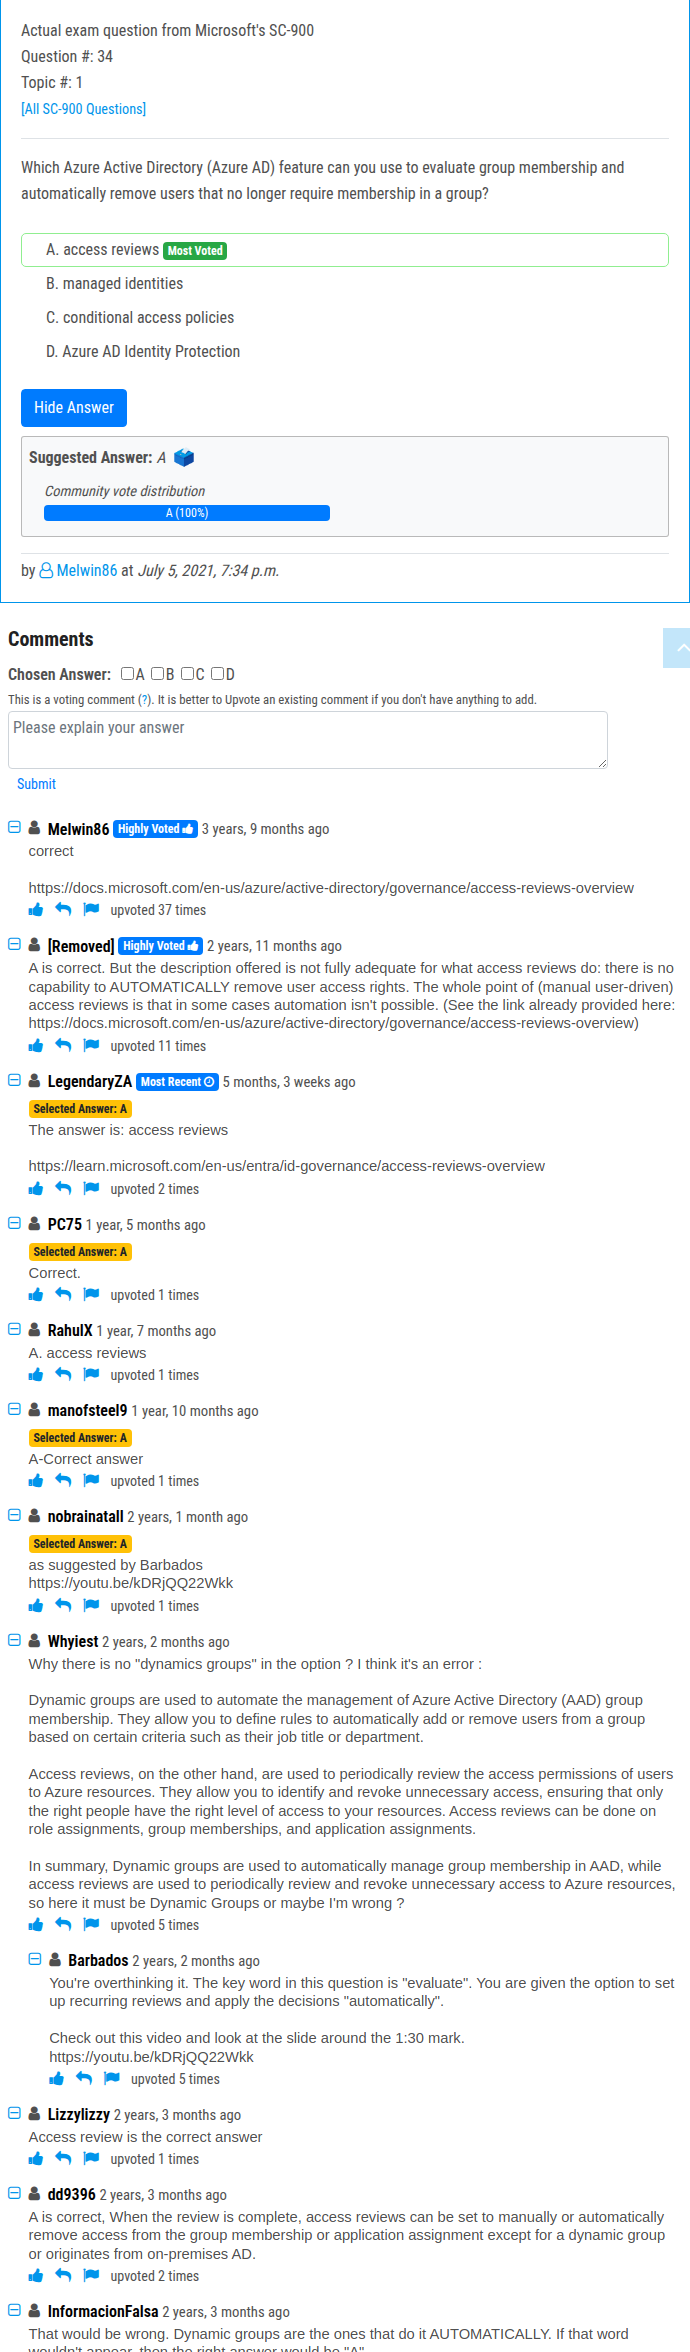 Actual exam question from Microsoft's SC-900
Question #: 34
Topic #: 1
[All SC-900 Questions]
Which Azure Active Directory (Azure AD) feature can you use to evaluate group membership and
automatically remove users that no longer require membership in a group?
A. access reviews Most Voted
B. managed identities
C. conditional access policies
D. Azure AD Identity Protection
Hide Answer
Suggested Answer: A
Community vote distribution
A (100%)
by Melwin86 at July 5, 2021, 7:34 p.m.
Comments
Chosen Answer: A B C D
This is a voting comment (?). It is better to Upvote an existing comment if you don't have anything to add.
Please explain your answer
Submit
Melwin86 Highly Voted 3 years, 9 months ago
correct
https://docs.microsoft.com/en-us/azure/active-directory/governance/access-reviews-overview
upvoted 37 times
[Removed] Highly Voted 2 years, 11 months ago
A is correct. But the description offered is not fully adequate for what access reviews do: there is no
capability to AUTOMATICALLY remove user access rights. The whole point of (manual user-driven)
access reviews is that in some cases automation isn't possible. (See the link already provided here:
https://docs.microsoft.com/en-us/azure/active-directory/governance/access-reviews-overview)
upvoted 11 times
LegendaryZA Most Recent 5 months, 3 weeks ago
Selected Answer: A
The answer is: access reviews
https://learn.microsoft.com/en-us/entra/id-governance/access-reviews-overview
upvoted 2 times
PC75 1 year, 5 months ago
Selected Answer: A
Correct.
upvoted 1 times
RahulX 1 year, 7 months ago
A. access reviews
upvoted 1 times
manofsteel9 1 year, 10 months ago
Selected Answer: A
A-Correct answer
upvoted 1 times
nobrainatall 2 years, 1 month ago
Selected Answer: A
as suggested by Barbados
https://youtu.be/kDRjQQ22Wkk
upvoted 1 times
Whyiest 2 years, 2 months ago
Why there is no "dynamics groups" in the option ? I think it's an error :
Dynamic groups are used to automate the management of Azure Active Directory (AAD) group
membership. They allow you to define rules to automatically add or remove users from a group
based on certain criteria such as their job title or department.
Access reviews, on the other hand, are used to periodically review the access permissions of users
to Azure resources. They allow you to identify and revoke unnecessary access, ensuring that only
the right people have the right level of access to your resources. Access reviews can be done on
role assignments, group memberships, and application assignments.
In summary, Dynamic groups are used to automatically manage group membership in AAD, while
access reviews are used to periodically review and revoke unnecessary access to Azure resources,
so here it must be Dynamic Groups or maybe I'm wrong ?
upvoted 5 times
Barbados 2 years, 2 months ago
You're overthinking it. The key word in this question is "evaluate". You are given the option to set
up recurring reviews and apply the decisions "automatically".
Check out this video and look at the slide around the 1:30 mark.
https://youtu.be/kDRjQQ22Wkk
upvoted 5 times
Lizzylizzy 2 years, 3 months ago
Access review is the correct answer
upvoted 1 times
dd9396 2 years, 3 months ago
A is correct, When the review is complete, access reviews can be set to manually or automatically
remove access from the group membership or application assignment except for a dynamic group
or originates from on-premises AD.
upvoted 2 times
InformacionFalsa 2 years, 3 months ago
That would be wrong. Dynamic groups are the ones that do it AUTOMATICALLY. If that word
wouldn't appear, then the right answer would be "A"